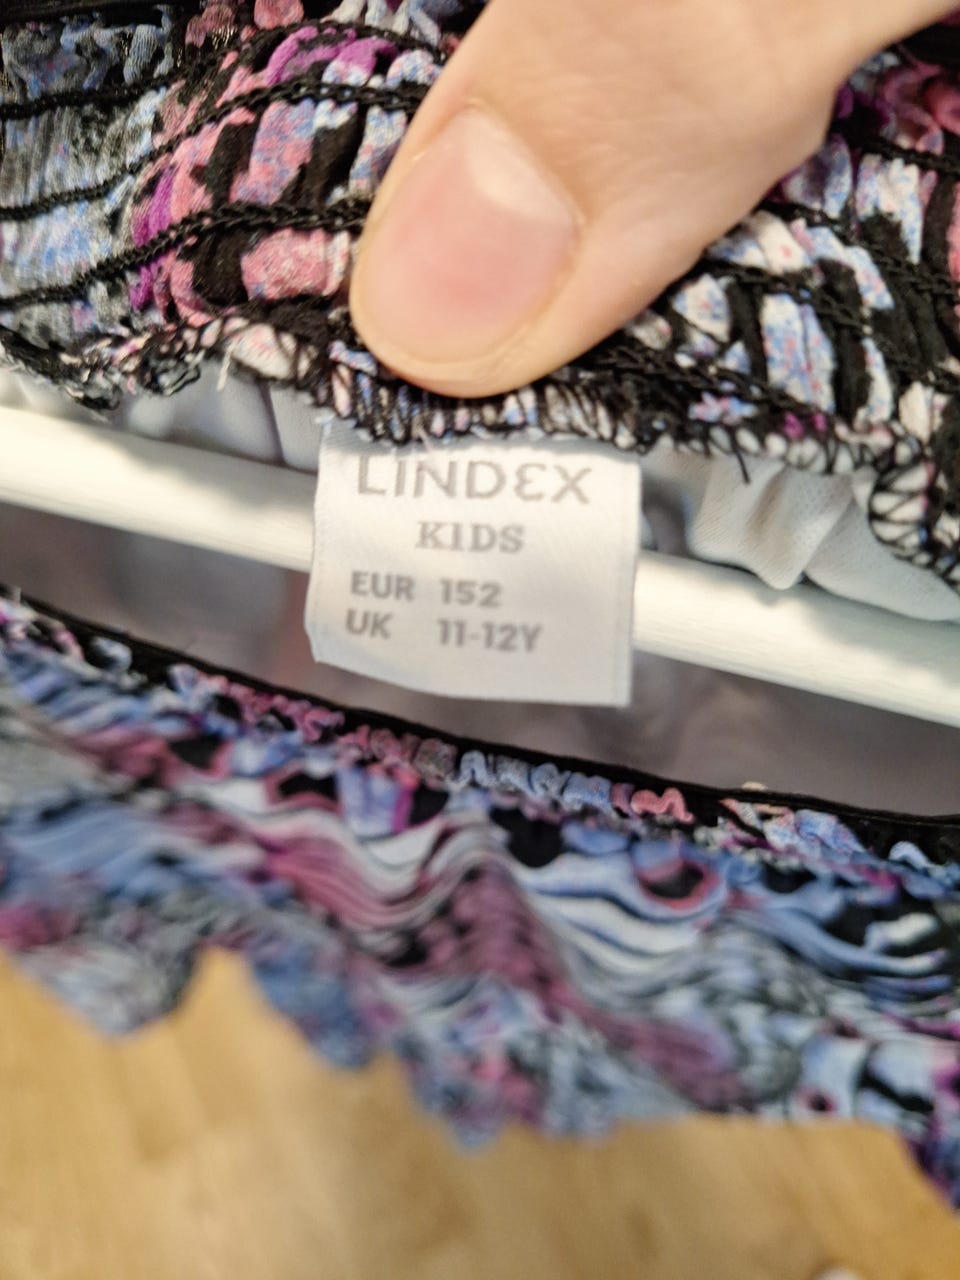 LINDEX
KIDS
EUR 152
UK 11-12Y